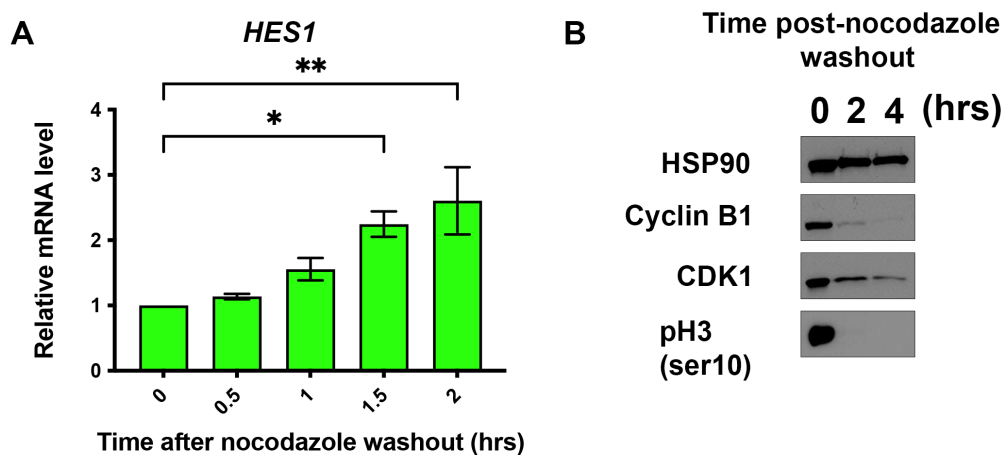 A
HES1
**
*
Relative mRNA level
4
3
2
1
0
0
0.5
1
1.5
2
Time after nocodazole washout (hrs)
B
Time post-nocodazole
washout
0 2 4 (hrs)
HSP90
Cyclin B1
CDK1
pH3
(ser10)